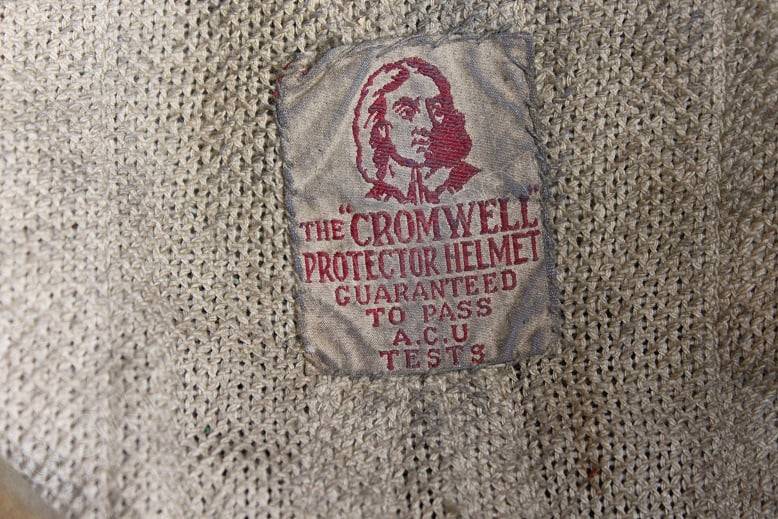 THE "CROMWELL"
PROTECTOR HELMET
GUARANTEED
TO PASS
A.C.U
TESTS